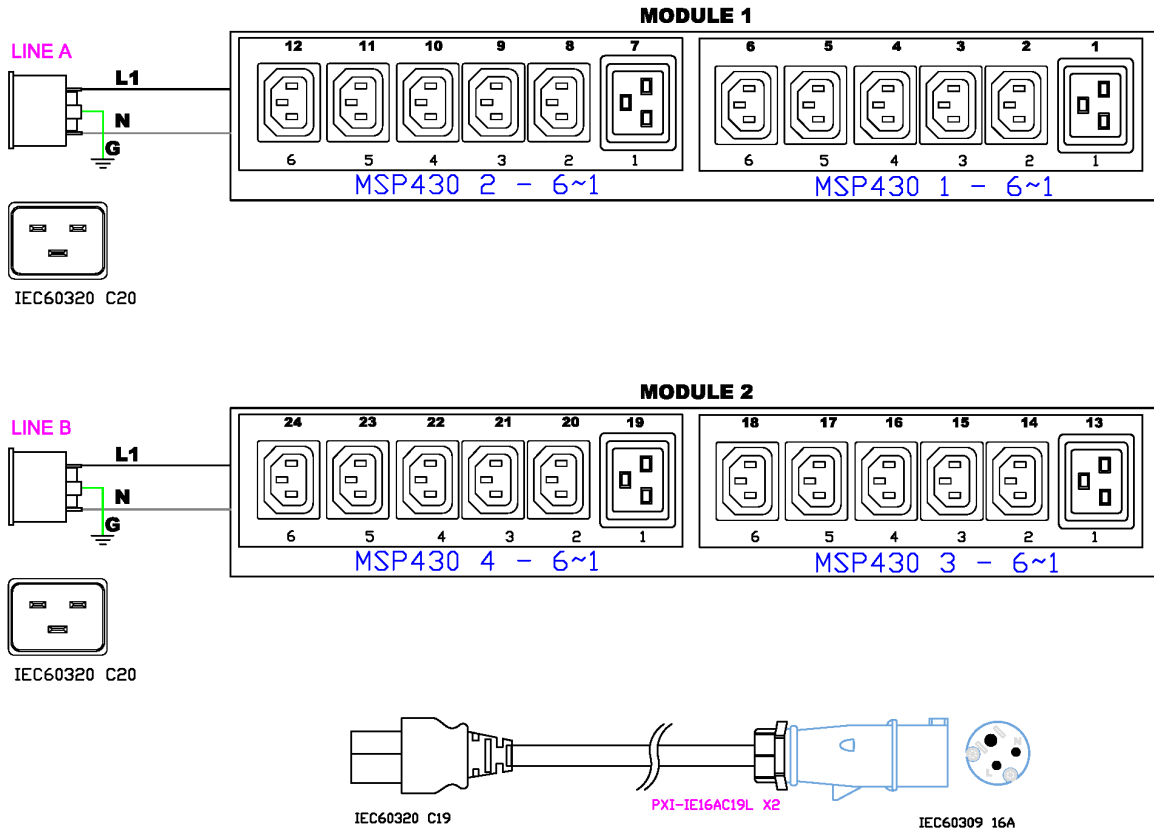 MODULE 1
LINE A
12 11 10 9 8 7 6 5 4 3 2 1
L1
N
G
6 5 4 3 2 1 6 5 4 3 2 1
MSP430 2 - 6~1 MSP430 1 - 6~1
IEC60320 C20
MODULE 2
LINE B
24 23 22 21 20 19 18 17 16 15 14 13
L1
N
G
6 5 4 3 2 1 6 5 4 3 2 1
MSP430 4 - 6~1 MSP430 3 - 6~1
IEC60320 C20
N
L
PXI-IE16AC19L X2
IEC60320 C19
IEC60309 16A